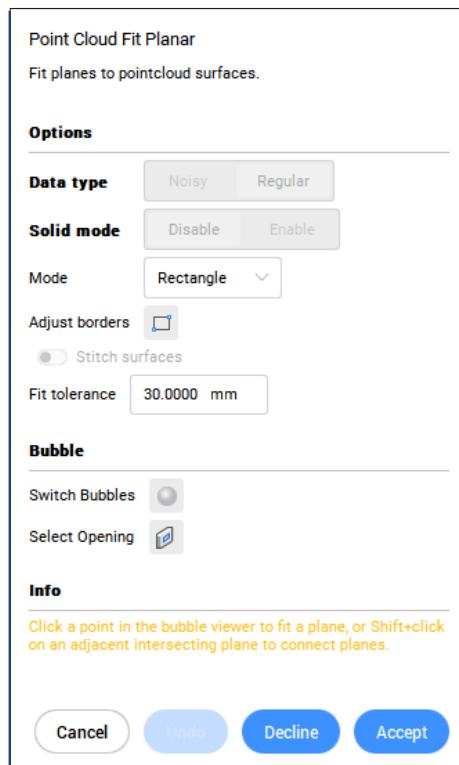 Point Cloud Fit Planar
Fit planes to pointcloud surfaces.
Options
Data type Noisy Regular
Solid mode Disable Enable
Mode Rectangle
Adjust borders
Stitch surfaces
Fit tolerance 30.0000 mm
Bubble
Switch Bubbles
Select Opening
Info
Click a point in the bubble viewer to fit a plane, or Shift+click
on an adjacent intersecting plane to connect planes.
Cancel Undo Decline Accept